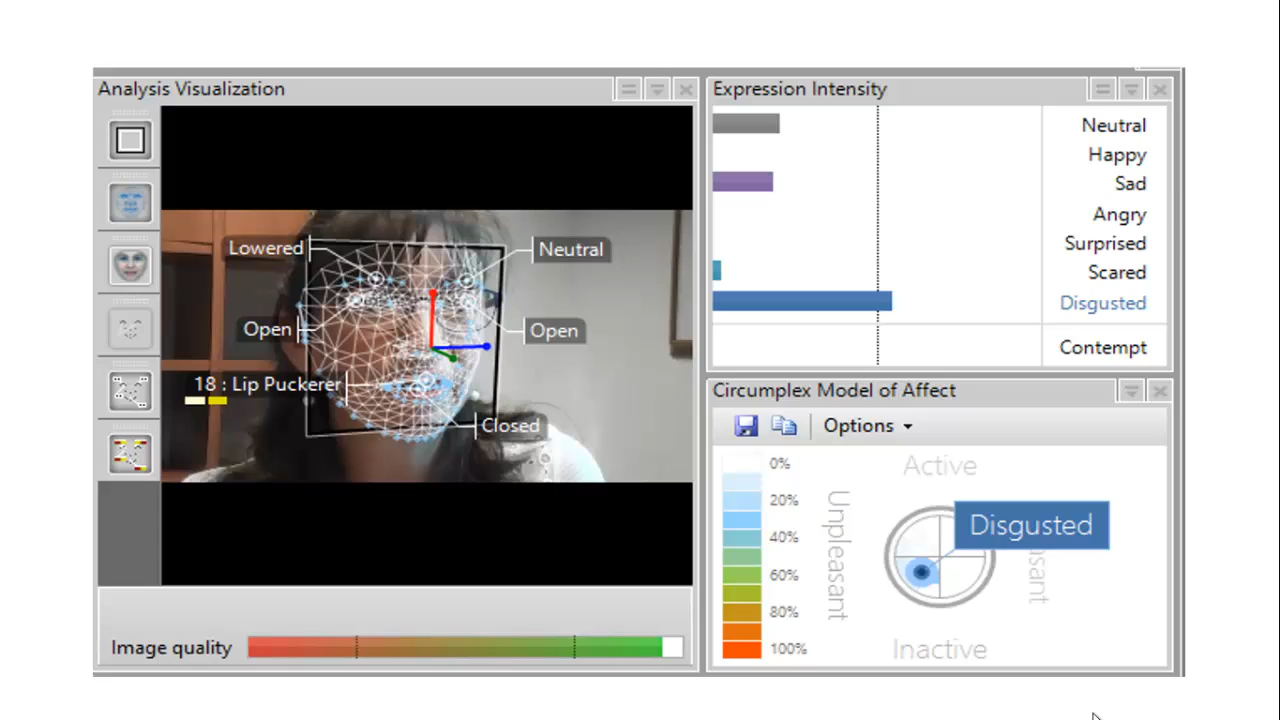 Analysis Visualization
Lowered
Neutral
Open
Open
18 : Lip Puckerer
Closed
Image quality
Expression Intensity
Neutral
Happy
Sad
Angry
Surprised
Scared
Disgusted
Contempt
Circumplex Model of Affect
Options
0%
20%
40%
60%
80%
100%
Active
Unpleasant
Disgusted
asant
Inactive